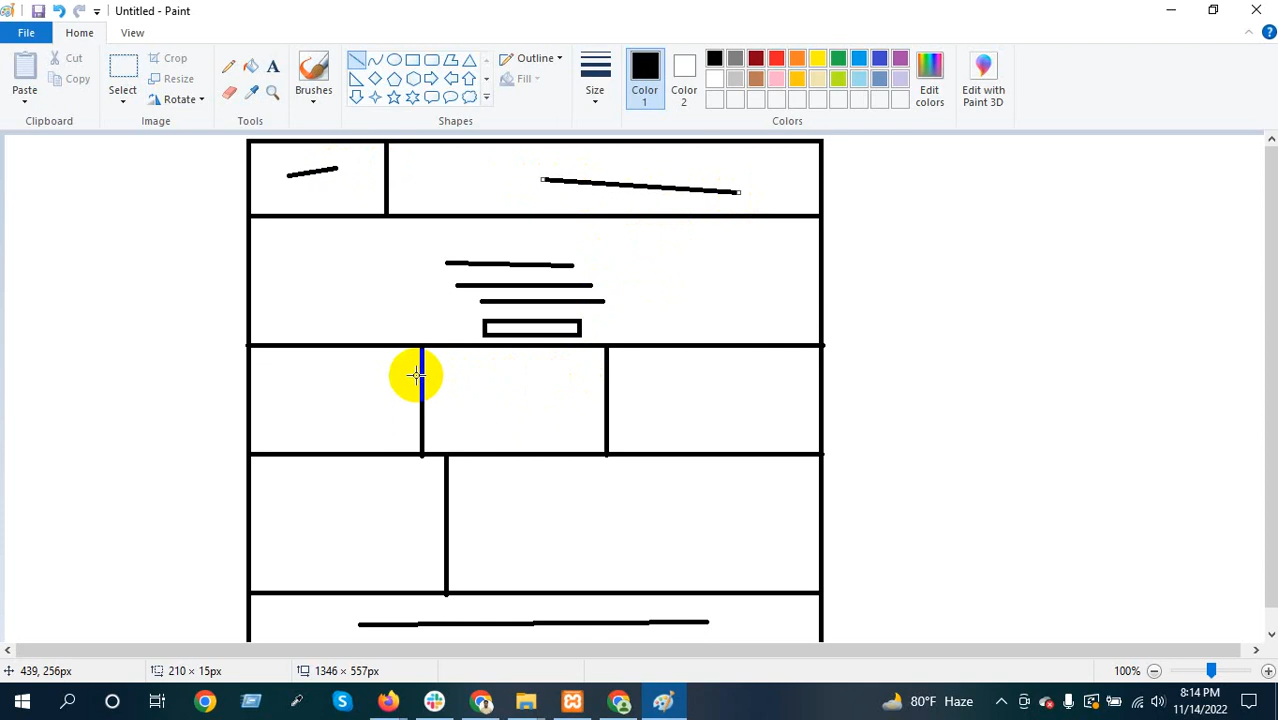 Untitled - Paint
File
Home
View
Paste
Cut
Copy
Clipboard
Select
Crop
Resize
Rotate
Image
A
Tools
Brushes
Shapes
Outline
Fill
Size
Color 1
Color 2
Edit colors
Colors
Edit with Paint 3D
439, 256px
210 × 15px
1346 × 557px
100%
80°F Haze
8:14 PM
11/14/2022